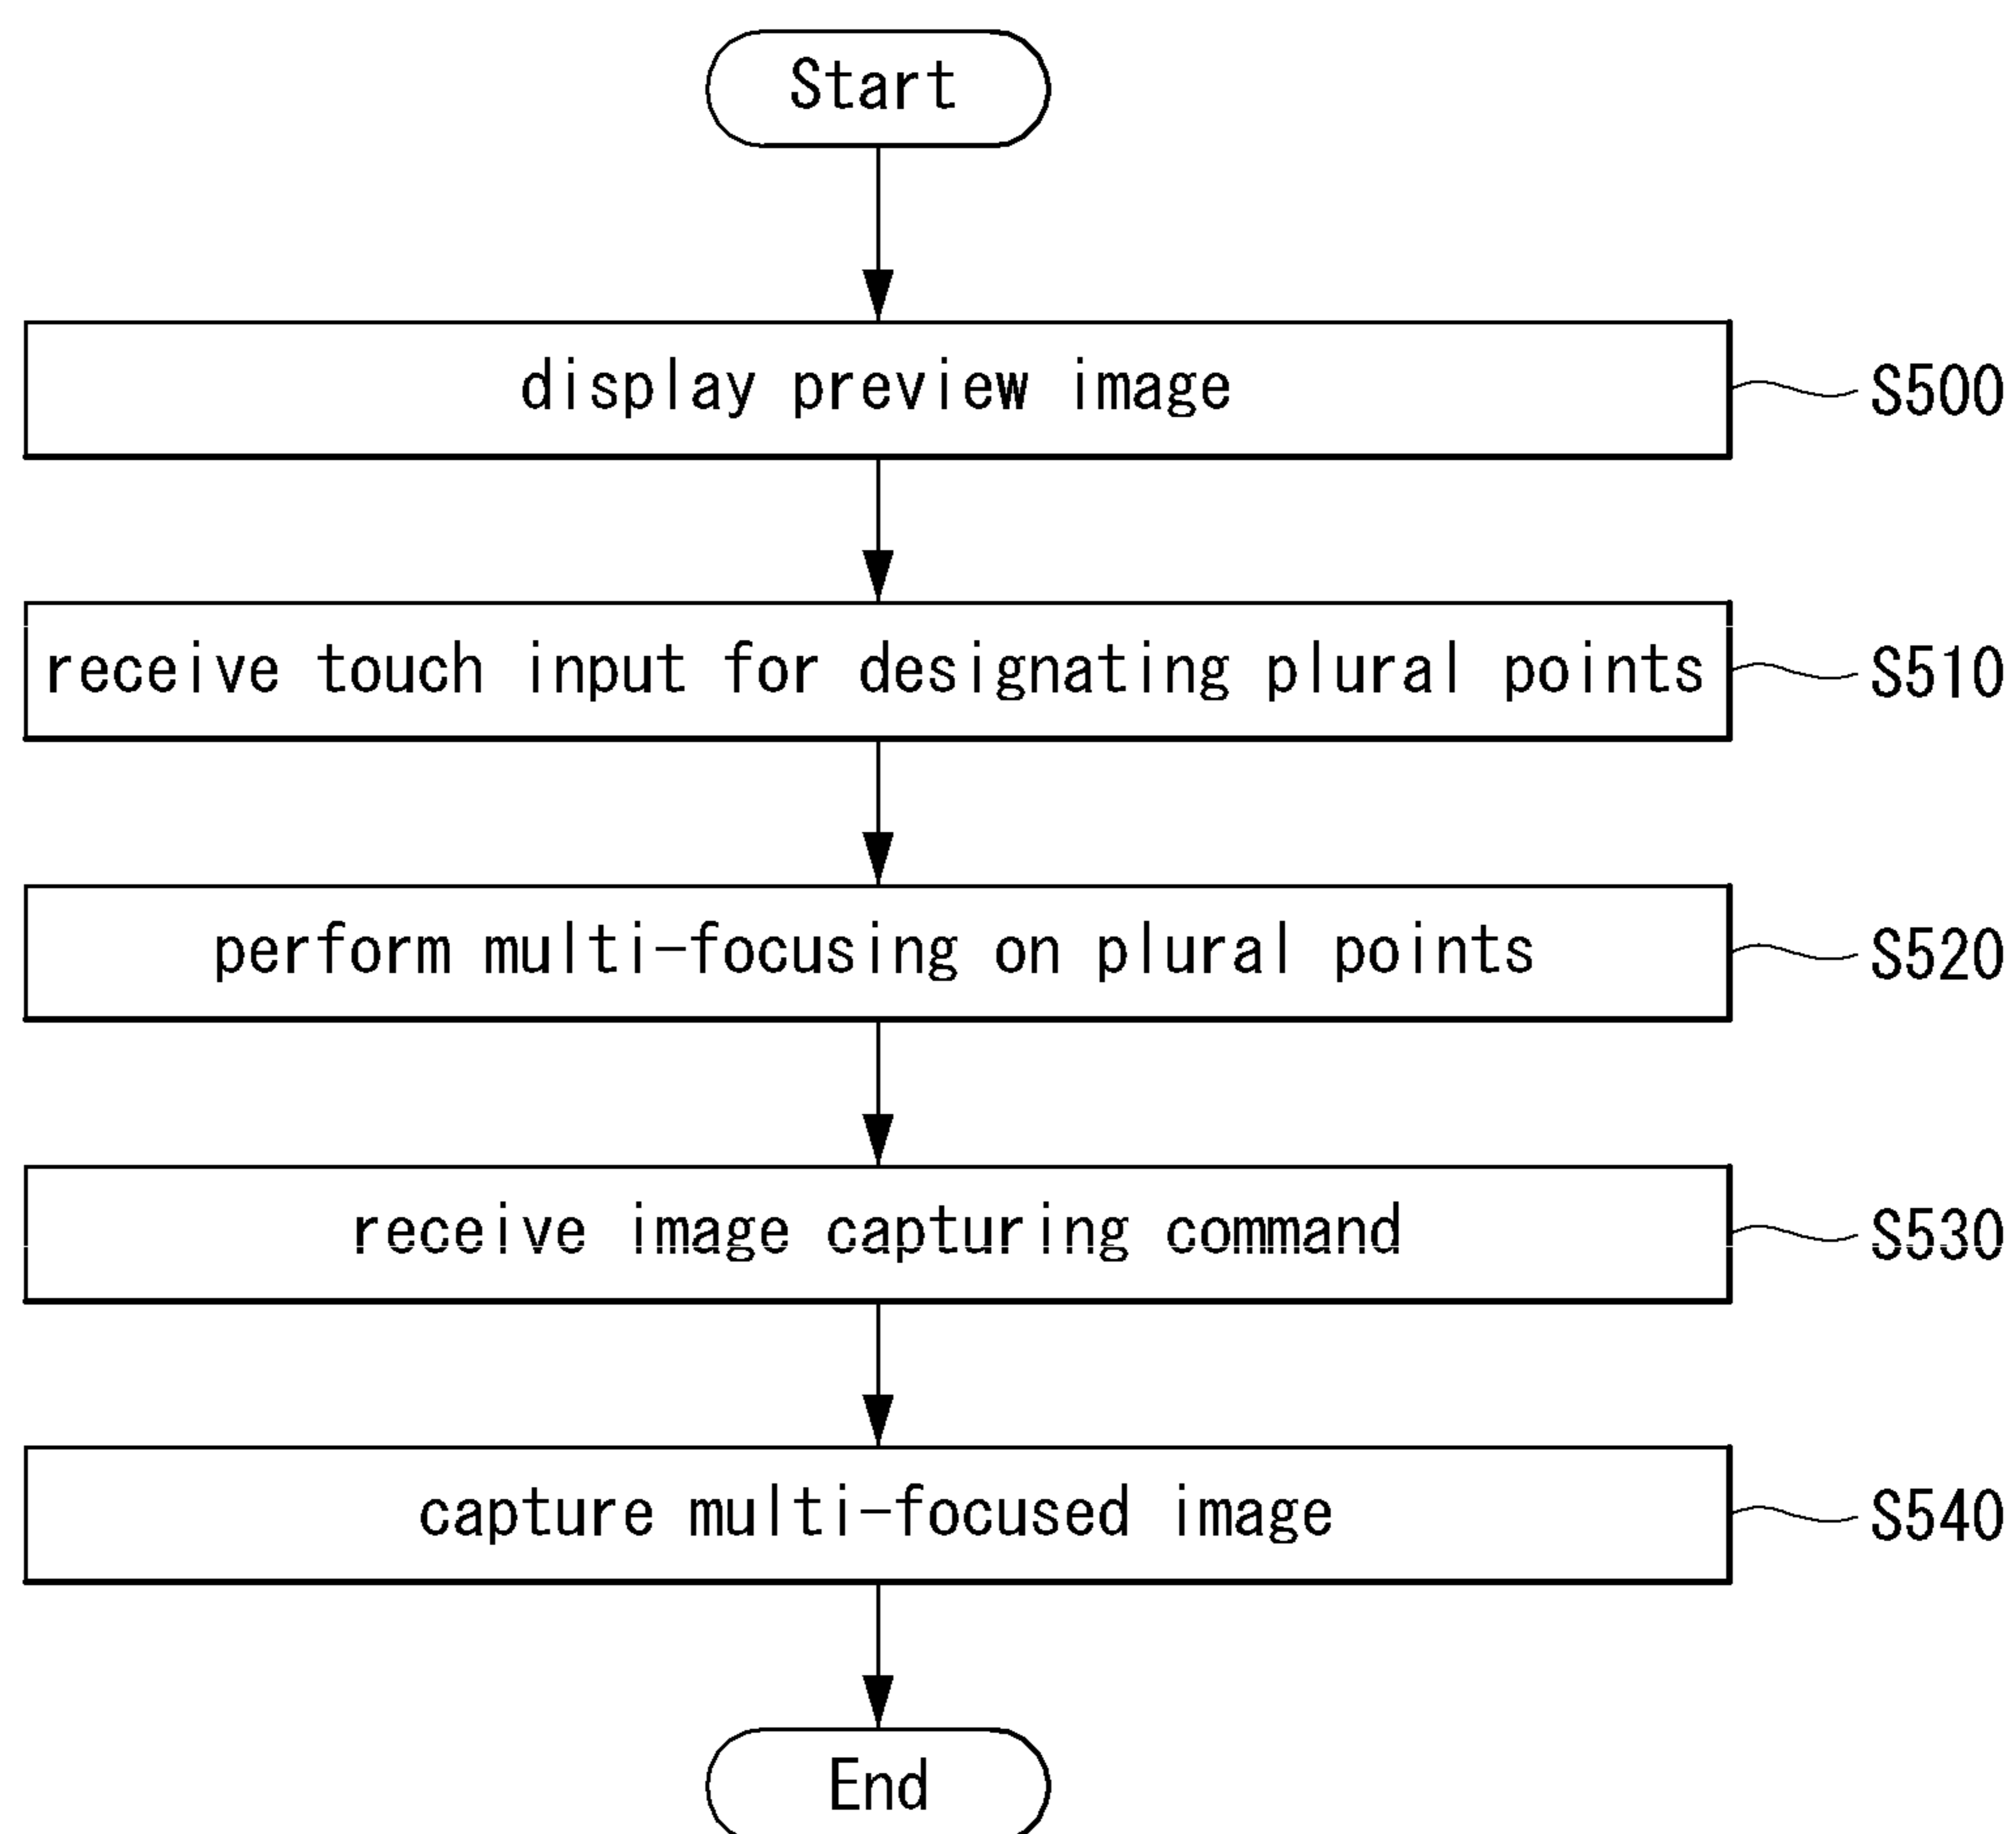 Start
display preview image S500
receive touch input for designating plural points S510
perform multi-focusing on plural points S520
receive image capturing command S530
capture multi-focused image S540
End